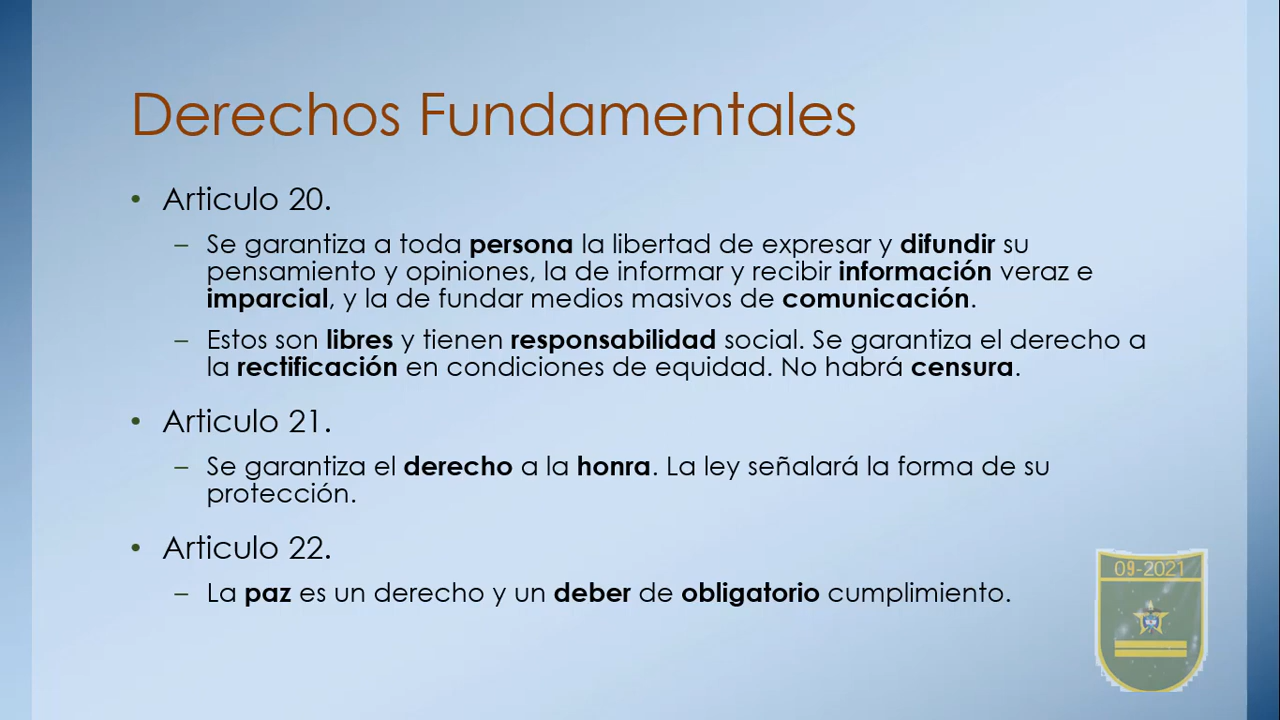 Derechos Fundamentales
• Articulo 20.
– Se garantiza a toda persona la libertad de expresar y difundir su
pensamiento y opiniones, la de informar y recibir información veraz e
imparcial, y la de fundar medios masivos de comunicación.
– Estos son libres y tienen responsabilidad social. Se garantiza el derecho a
la rectificación en condiciones de equidad. No habrá censura.
• Articulo 21.
– Se garantiza el derecho a la honra. La ley señalará la forma de su
protección.
• Articulo 22.
– La paz es un derecho y un deber de obligatorio cumplimiento.
09-2021